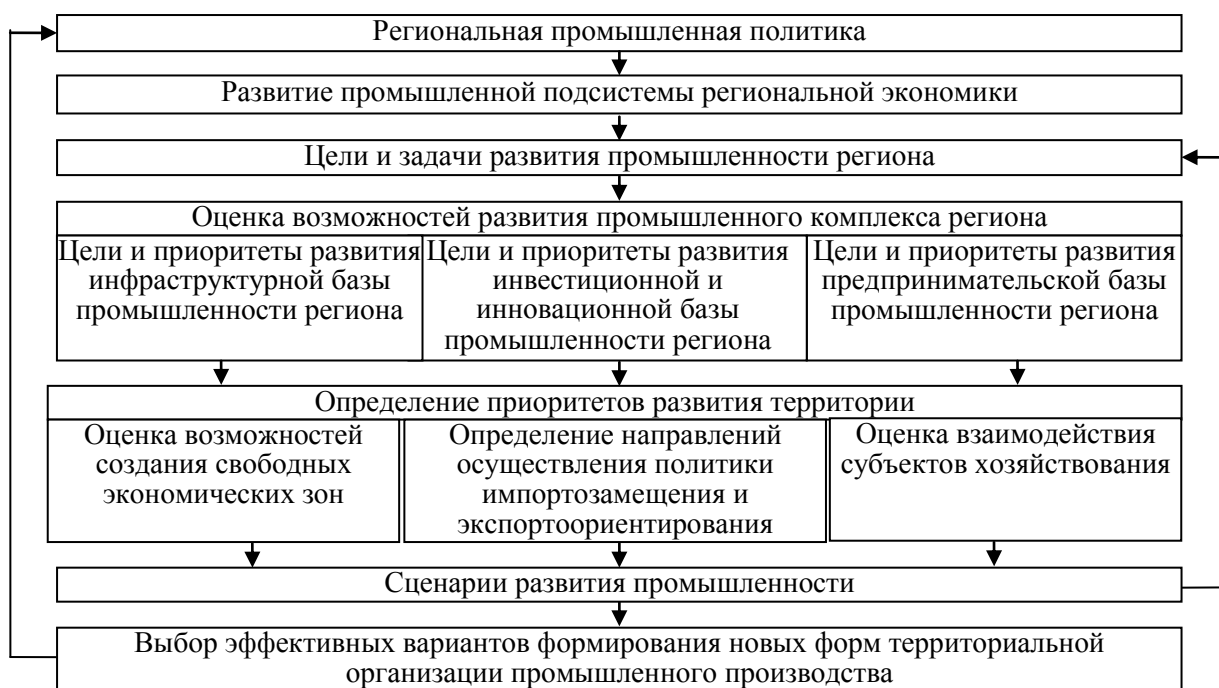 Региональная промышленная политика
Развитие промышленной подсистемы региональной экономики
Цели и задачи развития промышленности региона
Оценка возможностей развития промышленного комплекса региона
Цели и приоритеты развития
инфраструктурной базы
промышленности региона
Цели и приоритеты развития
инвестиционной и
инновационной базы
промышленности региона
Цели и приоритеты развития
предпринимательской базы
промышленности региона
Определение приоритетов развития территории
Оценка возможностей
создания свободных
экономических зон
Определение направлений
осуществления политики
импортозамещения и
экспортоориентирования
Оценка взаимодействия
субъектов хозяйствования
Сценарии развития промышленности
Выбор эффективных вариантов формирования новых форм территориальной
организации промышленного производства